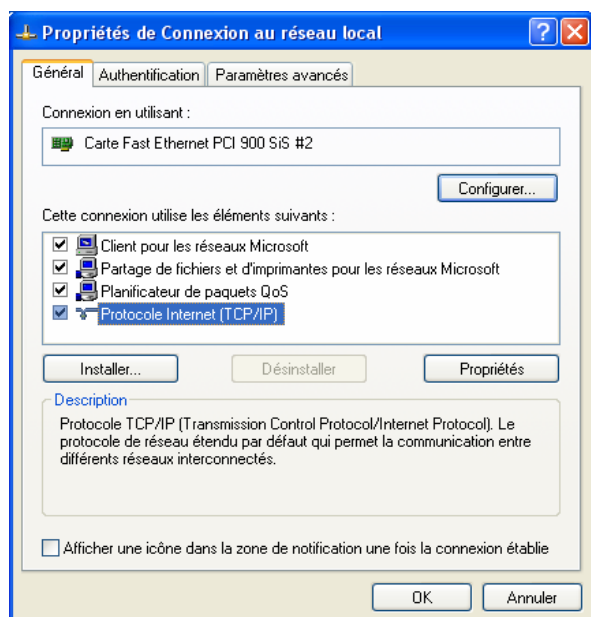 Propriétés de Connexion au réseau local
Général Authentification Paramètres avancés
Connexion en utilisant :
Carte Fast Ethernet PCI 900 SiS #2
Configurer...
Cette connexion utilise les éléments suivants :
Client pour les réseaux Microsoft
Partage de fichiers et d'imprimantes pour les réseaux Microsoft
Planificateur de paquets QoS
Protocole Internet (TCP/IP)
Installer... Désinstaller Propriétés
Description
Protocole TCP/IP (Transmission Control Protocol/Internet Protocol). Le
protocole de réseau étendu par défaut qui permet la communication entre
différents réseaux interconnectés.
Afficher une icône dans la zone de notification une fois la connexion établie
OK Annuler